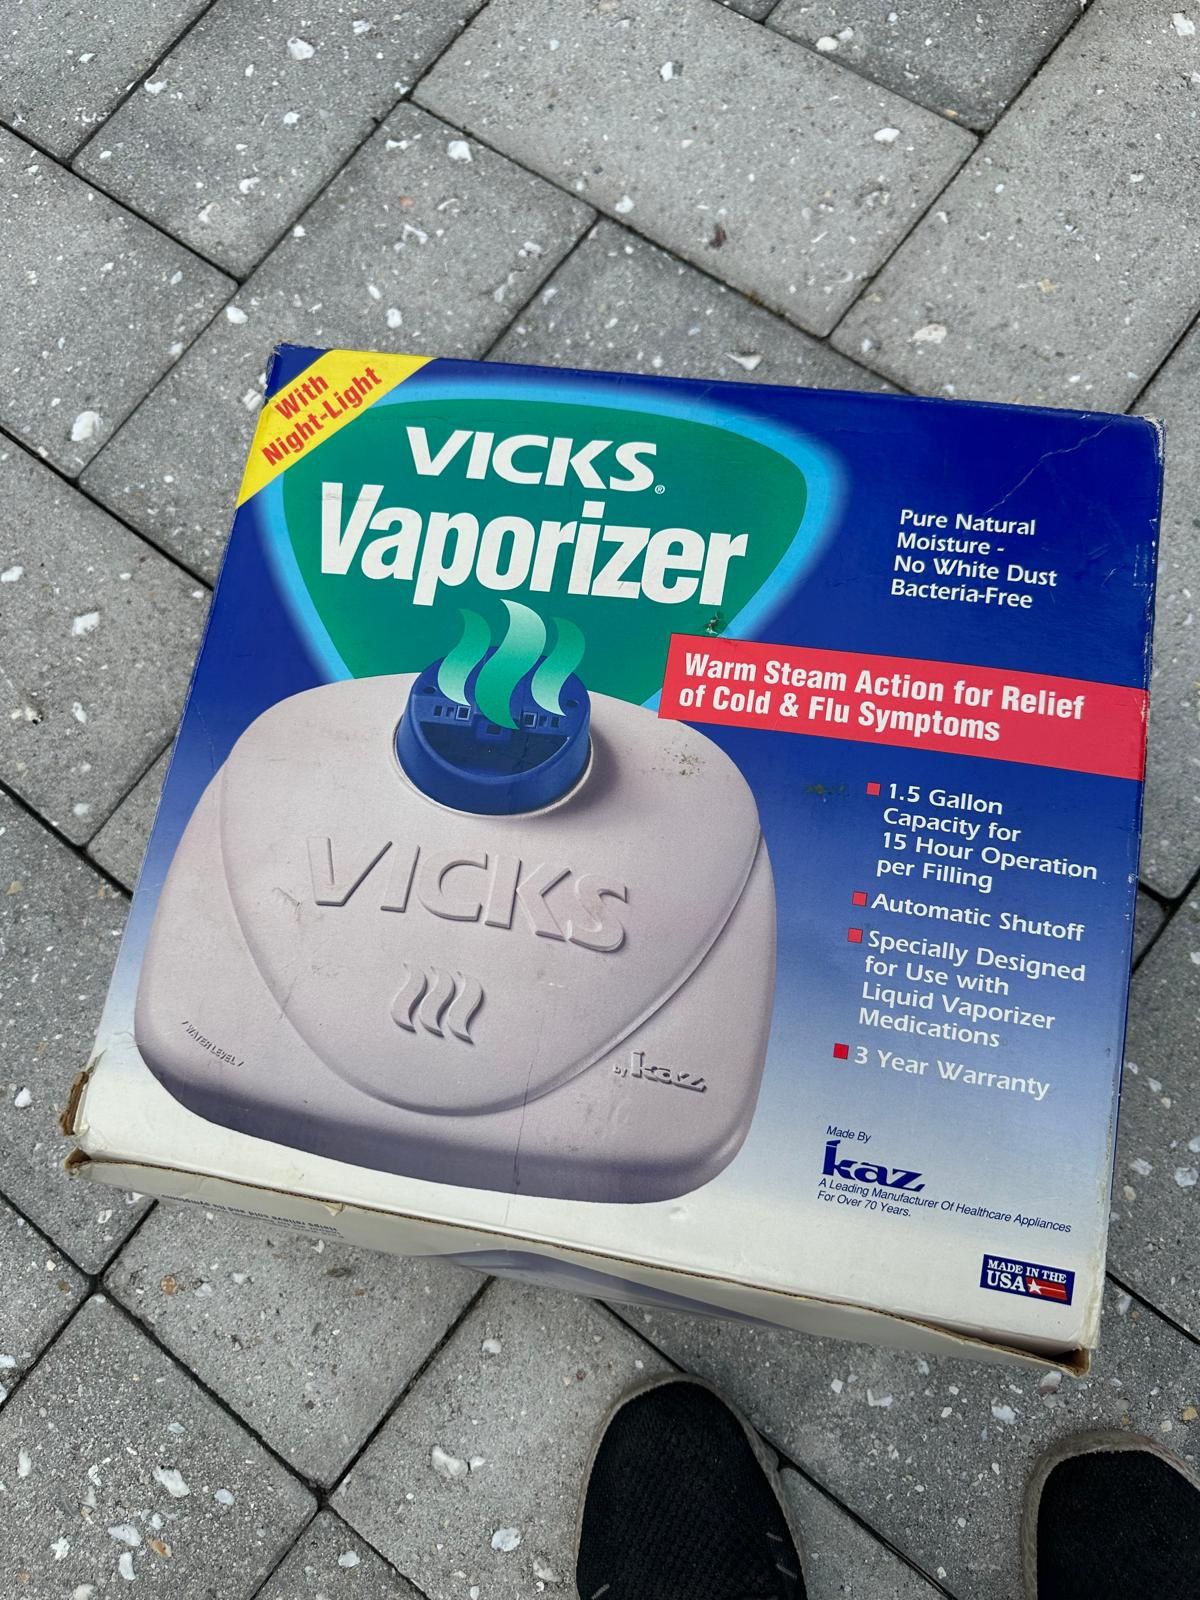 With
Night-Light
VICKS®
Vaporizer
Pure Natural
Moisture -
No White Dust
Bacteria-Free
Warm Steam Action for Relief
of Cold & Flu Symptoms
1.5 Gallon
Capacity for
15 Hour Operation
per Filling
Automatic Shutoff
Specially Designed
for Use with
Liquid Vaporizer
Medications
3 Year Warranty
VICKS
WATER LEVEL
by kaz
Made By
kaz
A Leading Manufacturer Of Healthcare Appliances
For Over 70 Years.
MADE IN THE
USA